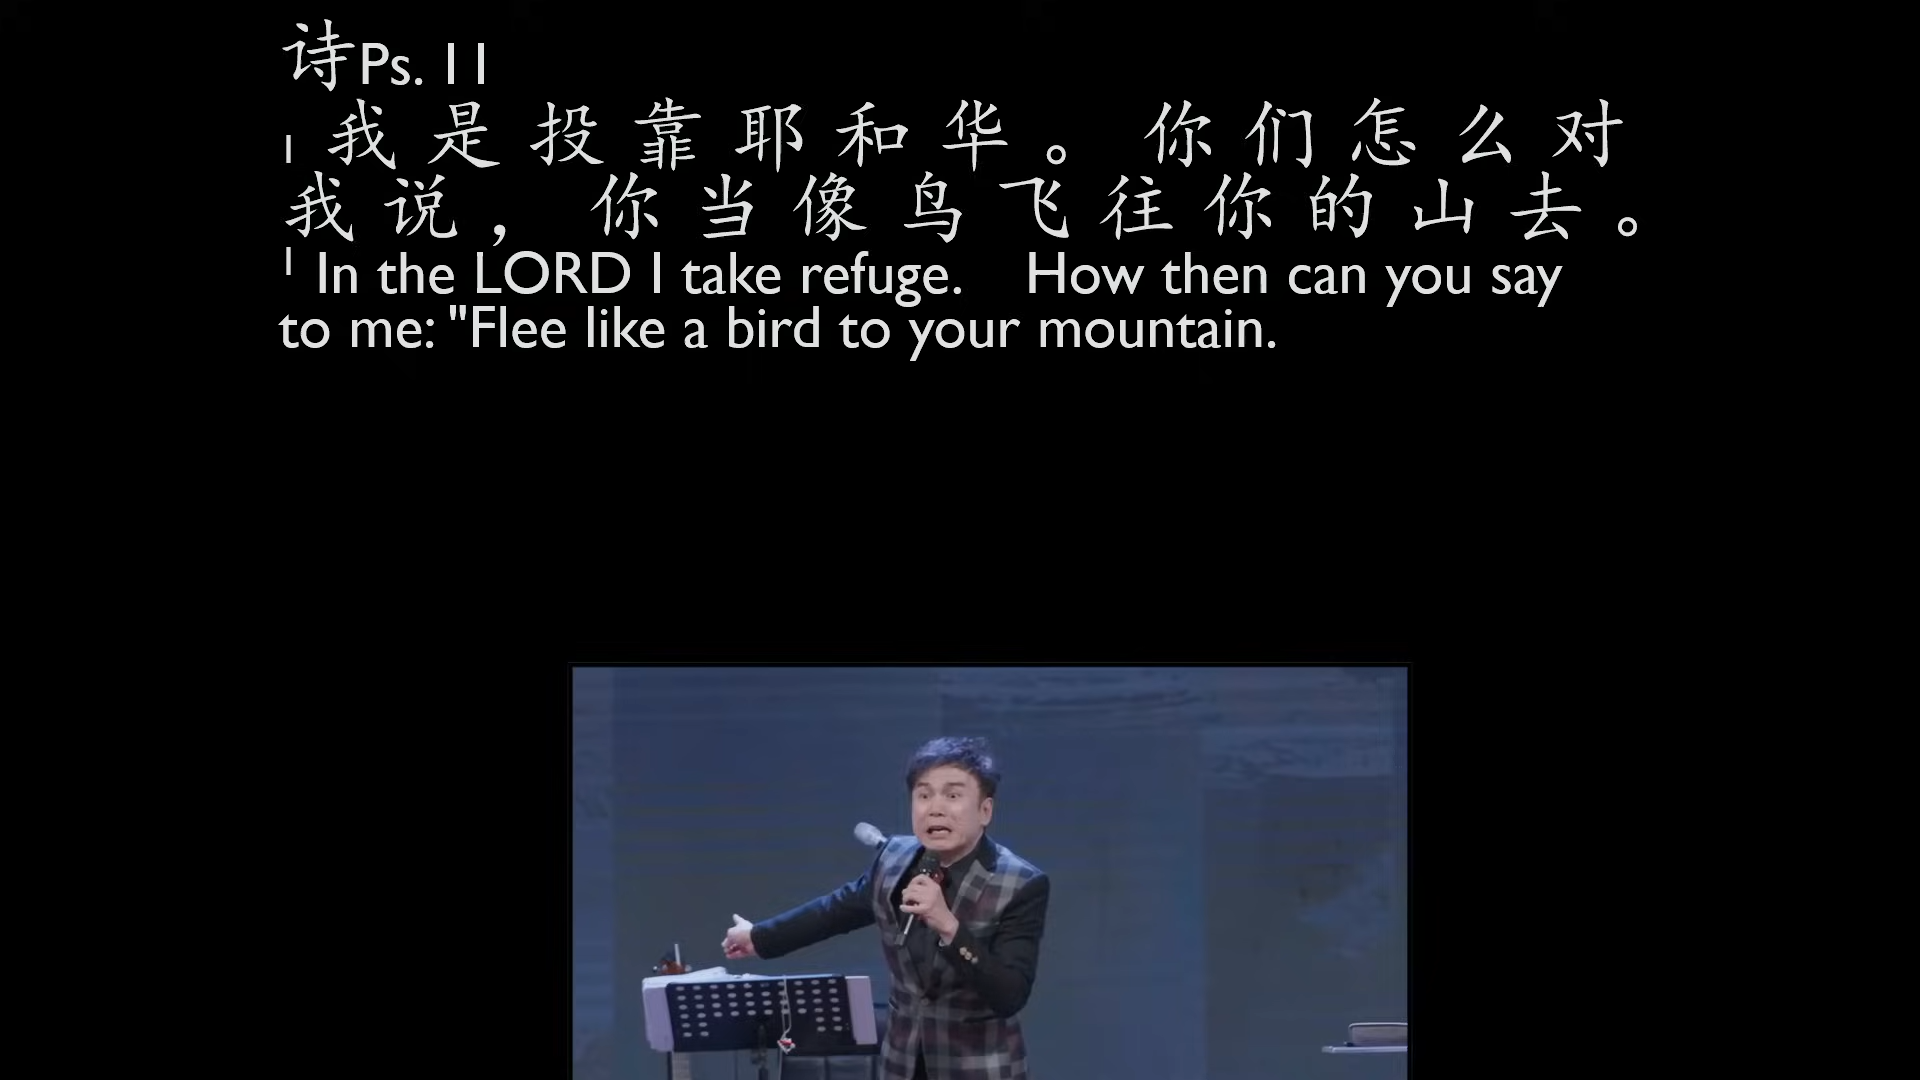 诗Ps. 11
1 我是投靠耶和华。 你们怎么对
我说， 你当像鸟飞往你的山去。
1 In the LORD I take refuge. How then can you say
to me: "Flee like a bird to your mountain.